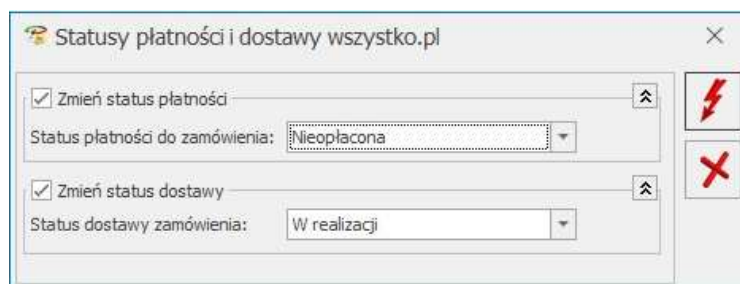 Statusy płatności i dostawy wszystko.pl
Zmień status płatności
Status płatności do zamówienia: Nieopłacona
Zmień status dostawy
Status dostawy zamówienia: W realizacji